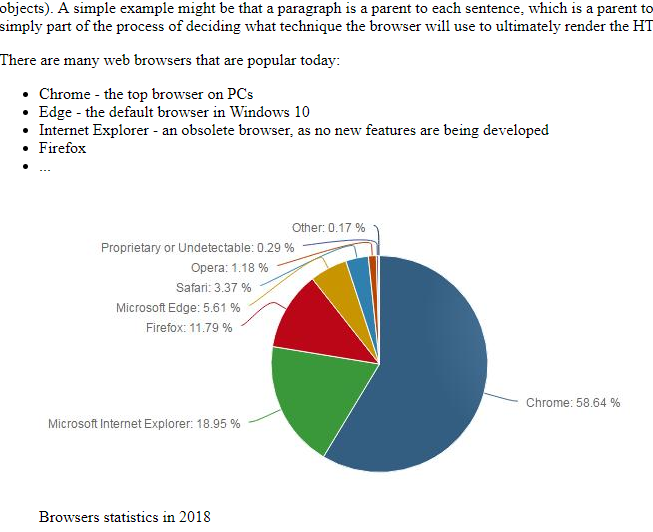 objects). A simple example might be that a paragraph is a parent to each sentence, which is a parent to
simply part of the process of deciding what technique the browser will use to ultimately render the HT
There are many web browsers that are popular today:
• Chrome - the top browser on PCs
• Edge - the default browser in Windows 10
• Internet Explorer - an obsolete browser, as no new features are being developed
• Firefox
• ...
Other: 0.17 %
Proprietary or Undetectable: 0.29 %
Opera: 1.18 %
Safari: 3.37 %
Microsoft Edge: 5.61 %
Firefox: 11.79 %
Chrome: 58.64 %
Microsoft Internet Explorer: 18.95 %
Browsers statistics in 2018